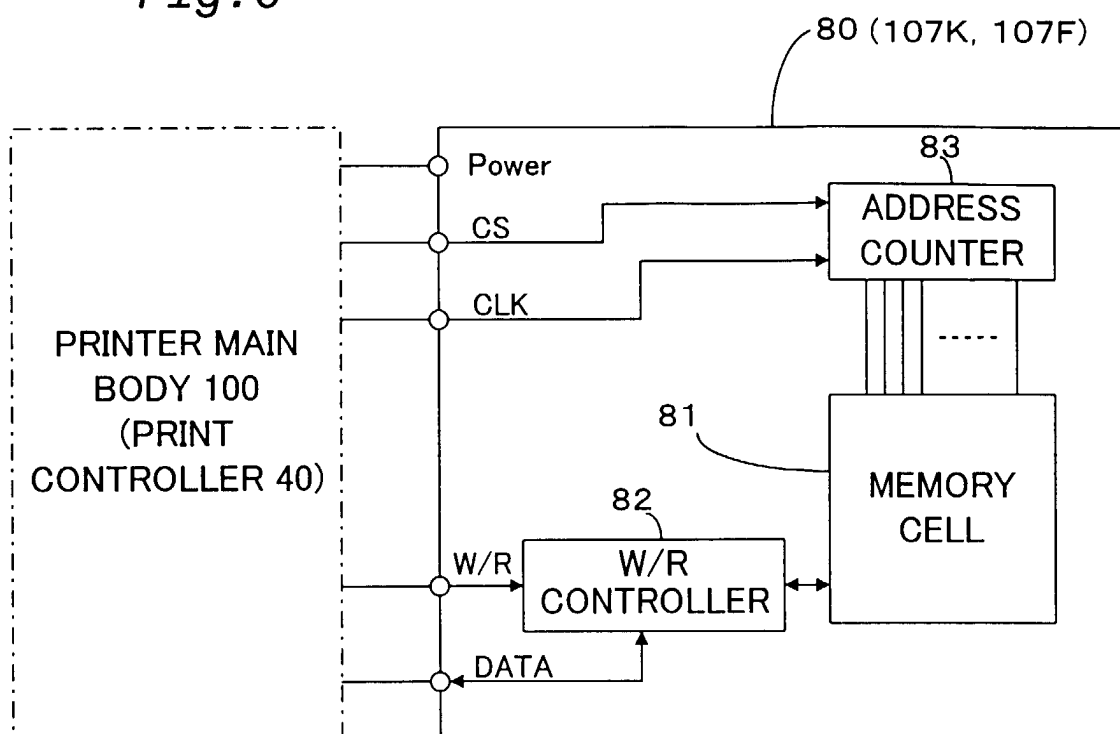 80 (107K, 107F)
Power
83
ADDRESS
COUNTER
CS
CLK
PRINTER MAIN
BODY 100
(PRINT
CONTROLLER 40)
81
MEMORY
CELL
82
W/R
W/R
CONTROLLER
DATA